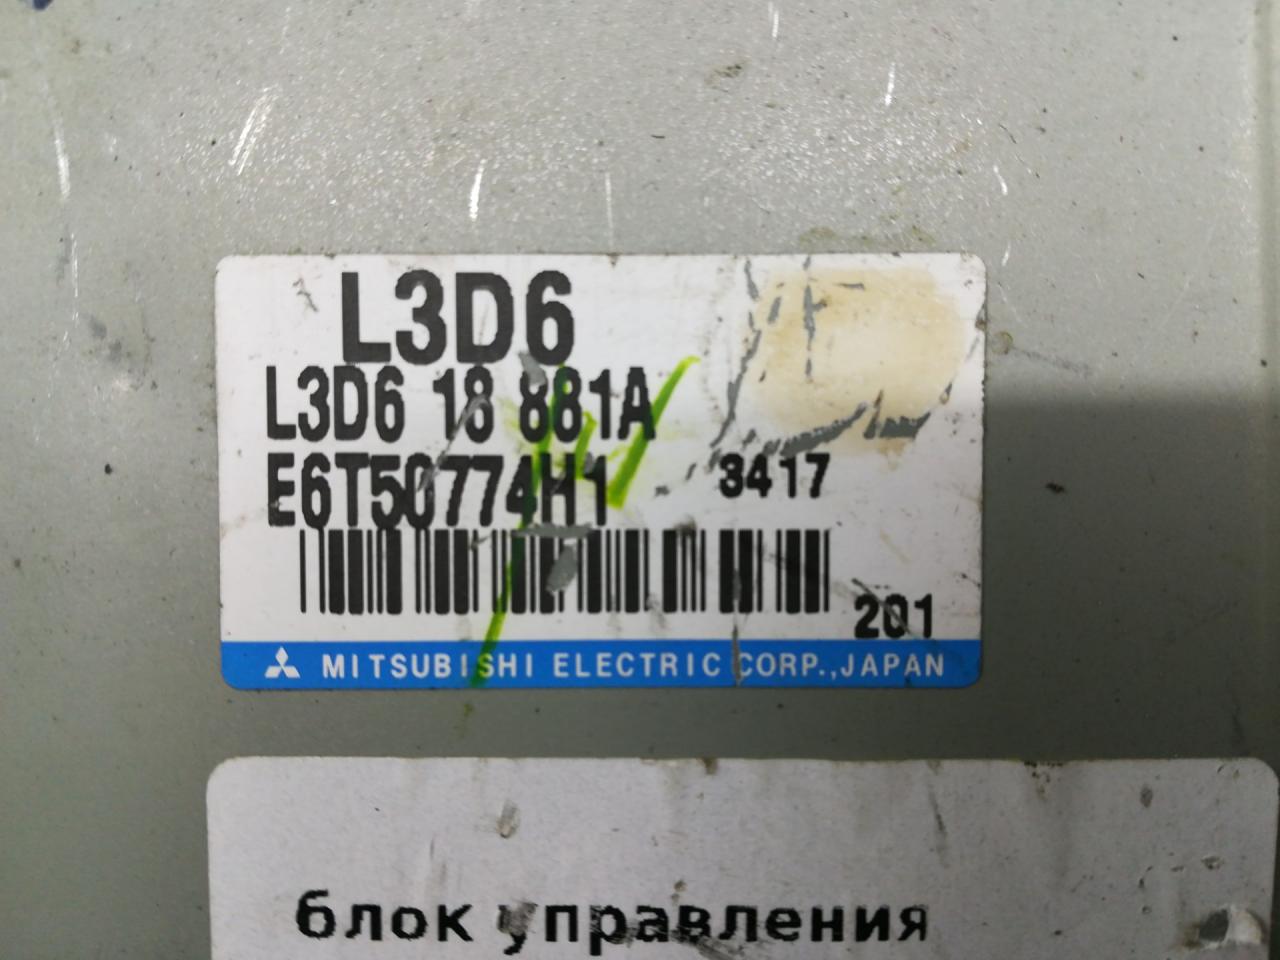 L3D6
L3D6 18 881A
E6T50774H1 3417
201
MITSUBISHI ELECTRIC CORP.,JAPAN
блок управления